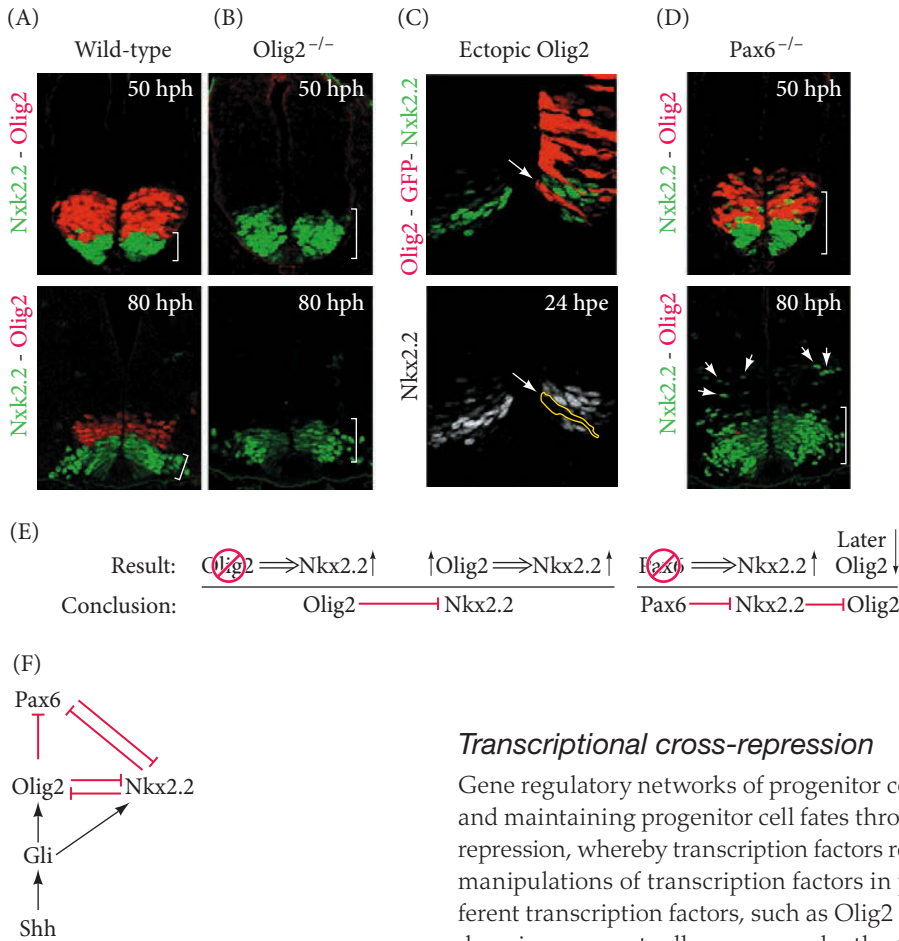 (A)
Wild-type
(B)
Olig2−/−
(C)
Ectopic Olig2
(D)
Pax6−/−
Nxk2.2 - Olig2
50 hph
50 hph
Olig2 - GFP- Nxk2.2
Nxk2.2 - Olig2
50 hph
Nxk2.2 - Olig2
80 hph
80 hph
Nkx2.2
24 hpe
Nxk2.2 - Olig2
80 hph
(E)
Result: Olig2 ⟹ Nkx2.2↑ ↑Olig2 ⟹ Nkx2.2↑ Pax6 ⟹ Nkx2.2↑ Later Olig2↓
Conclusion: Olig2 ⊣ Nkx2.2 Pax6 ⊣ Nkx2.2 ⊣ Olig2
(F)
Pax6
Olig2 Nkx2.2
Gli
Shh
Transcriptional cross-repression
Gene regulatory networks of progenitor ce
and maintaining progenitor cell fates thro
repression, whereby transcription factors re
manipulations of transcription factors in p
ferent transcription factors, such as Olig2